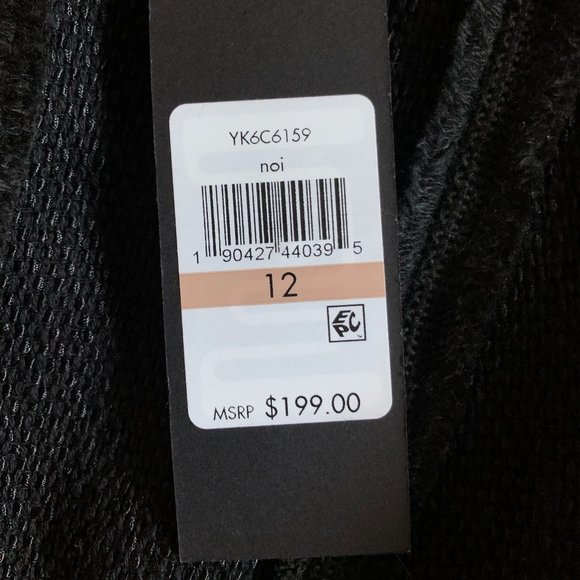 YK6C6159
noi
1 90427 44039 5
12
EPC
MSRP $199.00